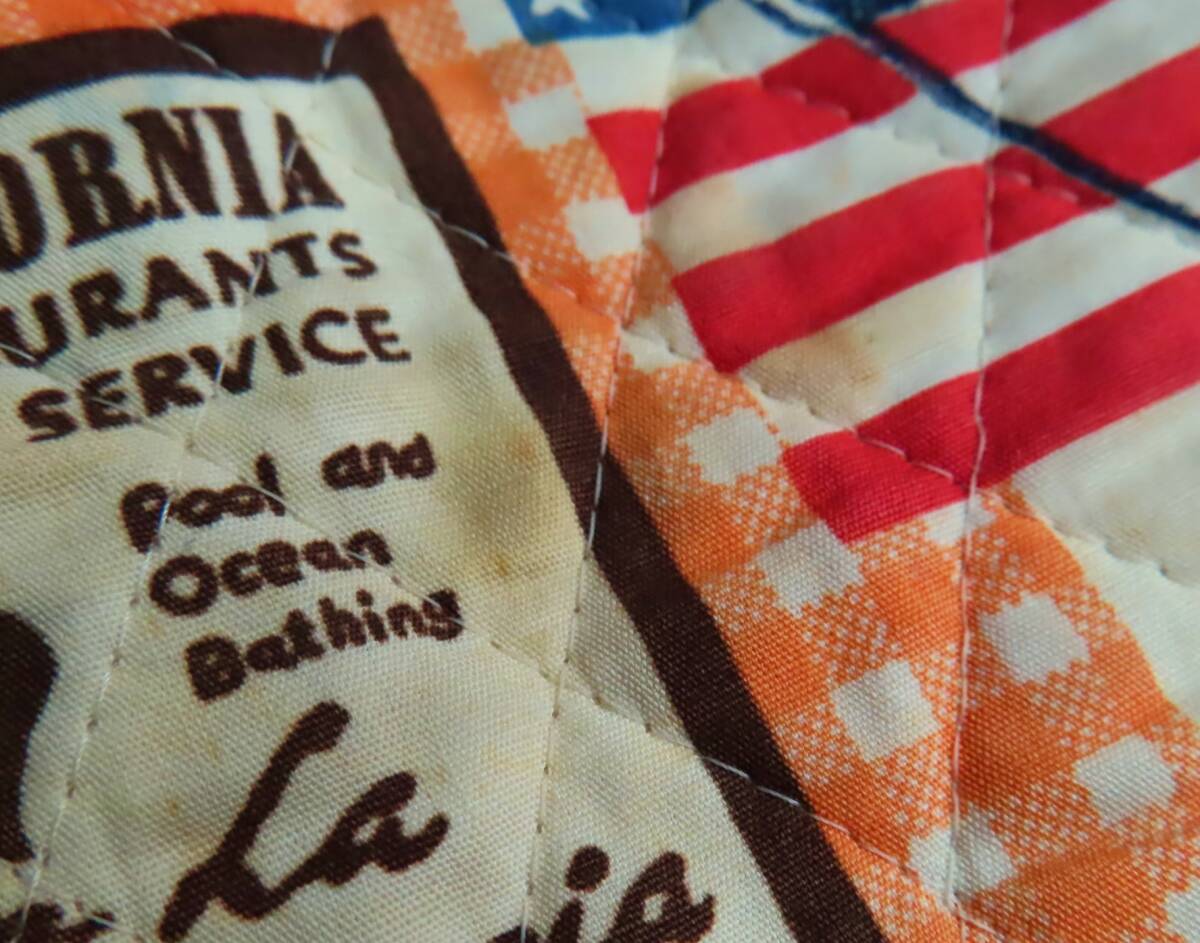 ORNIA
URANTS
SERVICE
Pool and
Ocean
Bathing
La